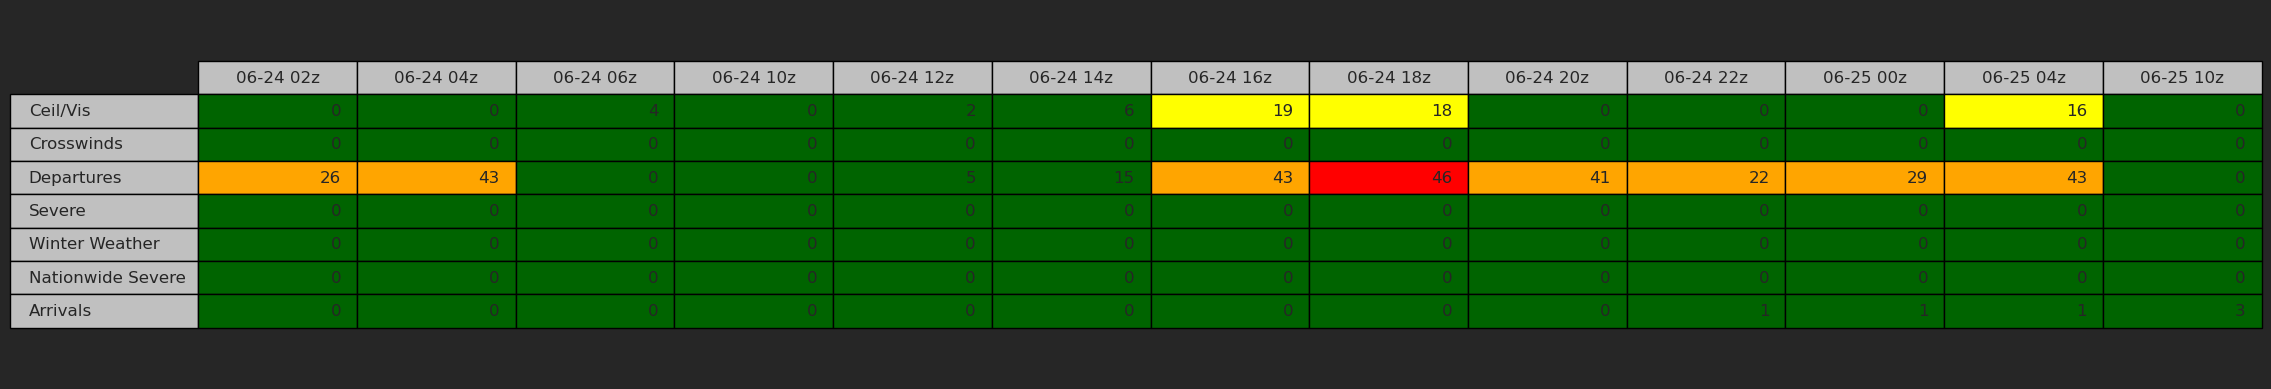 06-24 02z 06-24 04z 06-24 06z 06-24 10z 06-24 12z 06-24 14z 06-24 16z 06-24 18z 06-24 20z 06-24 22z 06-25 00z 06-25 04z 06-25 10z
Ceil/Vis 0 0 4 0 2 6 19 18 0 0 0 16 0
Crosswinds 0 0 0 0 0 0 0 0 0 0 0 0 0
Departures 26 43 0 0 5 15 43 46 41 22 29 43 0
Severe 0 0 0 0 0 0 0 0 0 0 0 0 0
Winter Weather 0 0 0 0 0 0 0 0 0 0 0 0 0
Nationwide Severe 0 0 0 0 0 0 0 0 0 0 0 0 0
Arrivals 0 0 0 0 0 0 0 0 0 1 1 1 3